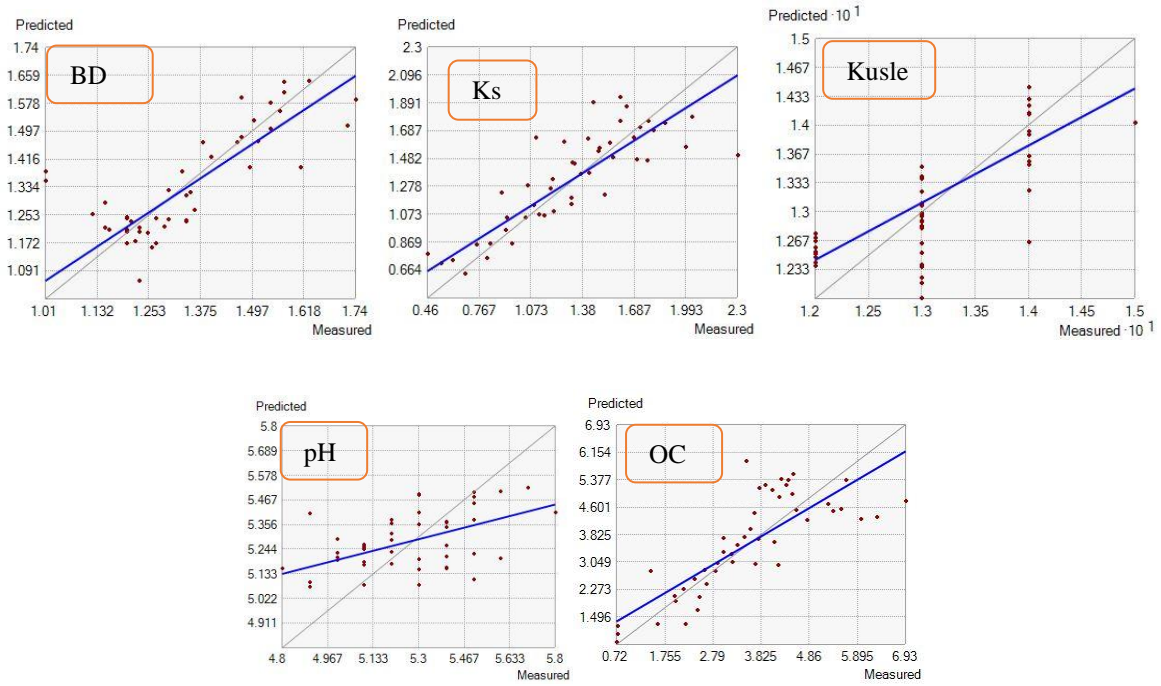 Predicted
1.74
1.659
1.578
1.497
1.416
1.334
1.253
1.172
1.091
BD
1.01 1.132 1.253 1.375 1.497 1.618 1.74
Measured
Predicted
2.3
2.096
1.891
1.687
1.482
1.278
1.073
0.869
0.664
Ks
0.46 0.767 1.073 1.38 1.687 1.993 2.3
Measured
Predicted · 10 1
1.5
1.467
1.433
1.4
1.367
1.333
1.3
1.267
1.233
Kusle
1.2 1.25 1.3 1.35 1.4 1.45 1.5
Measured · 10 1
Predicted
5.8
5.689
5.578
5.467
5.356
5.244
5.133
5.022
4.911
pH
4.8 4.967 5.133 5.3 5.467 5.633 5.8
Measured
Predicted
6.93
6.154
5.377
4.601
3.825
3.049
2.273
1.496
OC
0.72 1.755 2.79 3.825 4.86 5.895 6.93
Measured